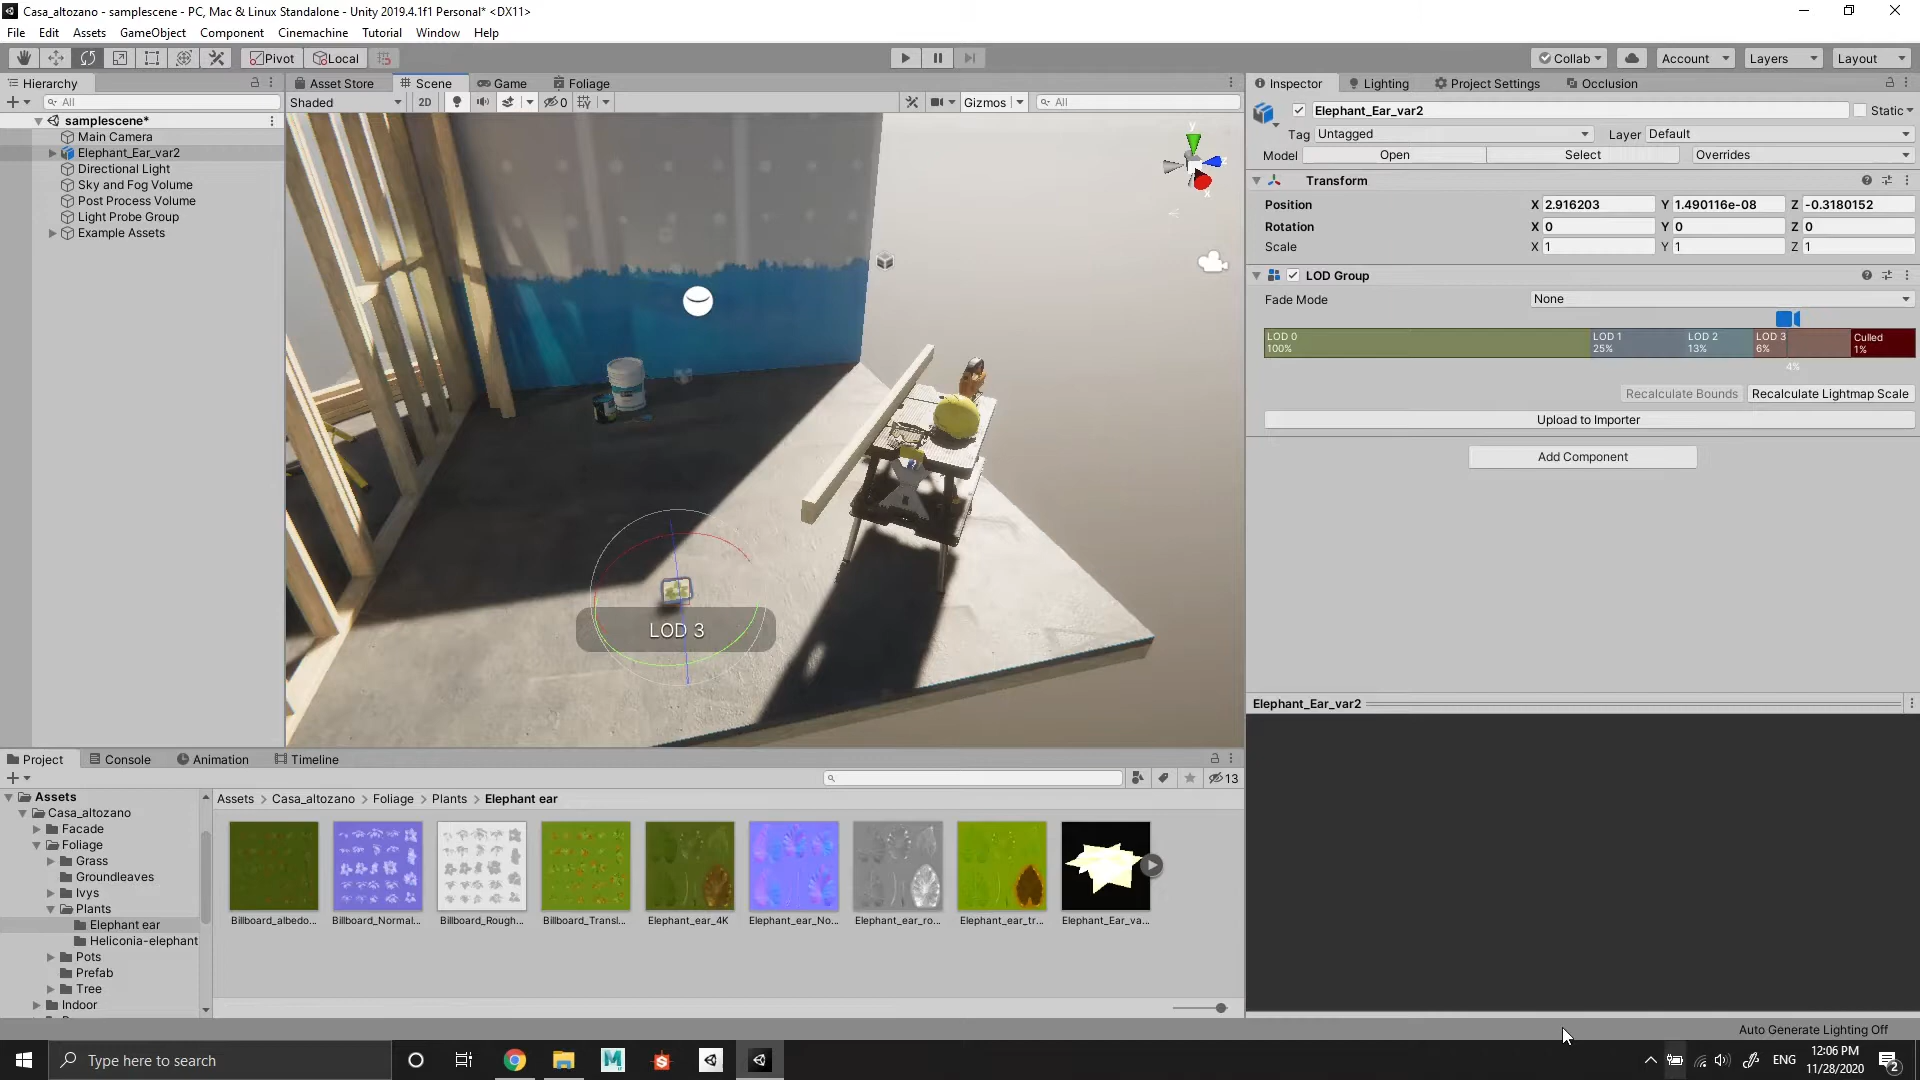 Casa_altozano - samplescene - PC, Mac & Linux Standalone - Unity 2019.4.1f1 Personal* <DX11>
File Edit Assets GameObject Component Cinemachine Tutorial Window Help
Pivot Local Collab Account Layers Layout
Hierarchy
All
samplescene*
Main Camera
Elephant_Ear_var2
Directional Light
Sky and Fog Volume
Post Process Volume
Light Probe Group
Example Assets
Asset Store Scene Game Foliage
Shaded 2D 0 Gizmos All
y
z
x
LOD 3
Inspector Lighting Project Settings Occlusion
Elephant_Ear_var2 Static
Tag Untagged Layer Default
Model Open Select Overrides
Transform
Position X 2.916203 Y 1.490116e-08 Z -0.3180152
Rotation X 0 Y 0 Z 0
Scale X 1 Y 1 Z 1
LOD Group
Fade Mode None
LOD 0 LOD 1 LOD 2 LOD 3 Culled
100% 25% 13% 6% 1%
4%
Recalculate Bounds Recalculate Lightmap Scale
Upload to Importer
Add Component
Elephant_Ear_var2
Project Console Animation Timeline
13
Assets
Casa_altozano
Facade
Foliage
Grass
Groundleaves
Ivys
Plants
Elephant ear
Heliconia-elephant
Pots
Prefab
Tree
Indoor
Assets > Casa_altozano > Foliage > Plants > Elephant ear
Billboard_albedo... Billboard_Normal... Billboard_Rough... Billboard_Transl... Elephant_ear_4K Elephant_ear_No... Elephant_ear_ro... Elephant_ear_tr... Elephant_Ear_va...
Auto Generate Lighting Off
Type here to search
ENG
12:06 PM
11/28/2020
2